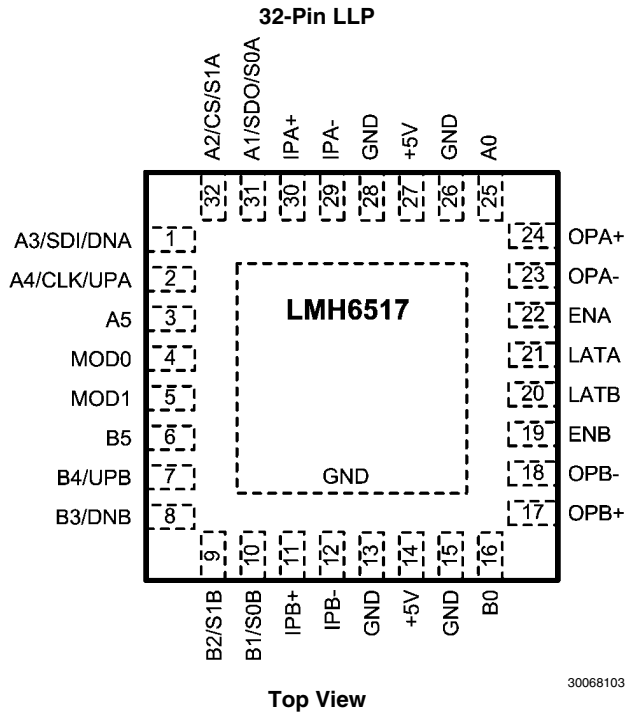 32-Pin LLP
A2/CS/S1A
A1/SDO/S0A
IPA+
IPA-
GND
+5V
GND
A0
32
31
30
29
28
27
26
25
A3/SDI/DNA 1
A4/CLK/UPA 2
A5 3
MOD0 4
MOD1 5
B5 6
B4/UPB 7
B3/DNB 8
LMH6517
GND
24 OPA+
23 OPA-
22 ENA
21 LATA
20 LATB
19 ENB
18 OPB-
17 OPB+
9
10
11
12
13
14
15
16
B2/S1B
B1/S0B
IPB+
IPB-
GND
+5V
GND
B0
30068103
Top View